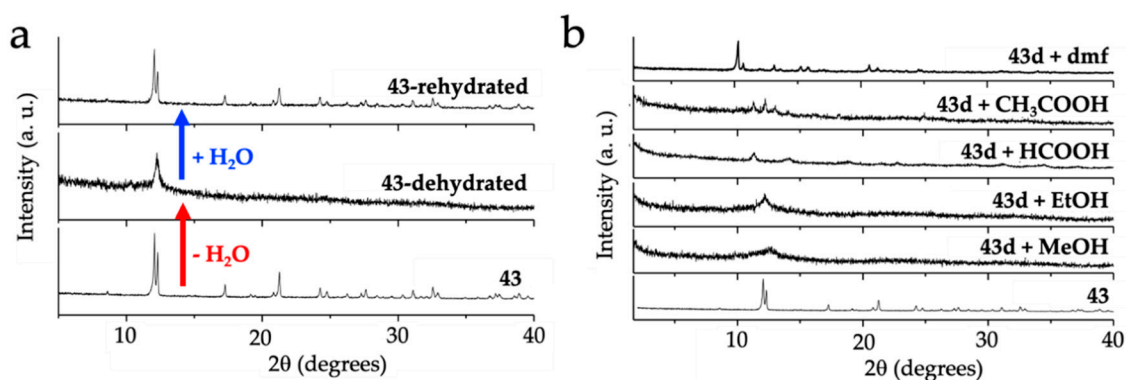 a
43-rehydrated
+ H₂O
43-dehydrated
- H₂O
43
Intensity (a. u.)
10
20
30
40
2θ (degrees)
b
43d + dmf
43d + CH₃COOH
43d + HCOOH
43d + EtOH
43d + MeOH
43
Intensity (a. u.)
10
20
30
40
2θ (degrees)